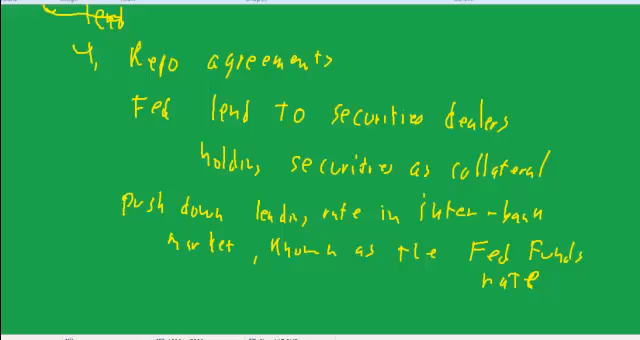 lend
4, Repo agreements
Fed lend to securities dealers
holding securities as collateral
push down lending rate in inter-bank
market, known as the Fed Funds
rate